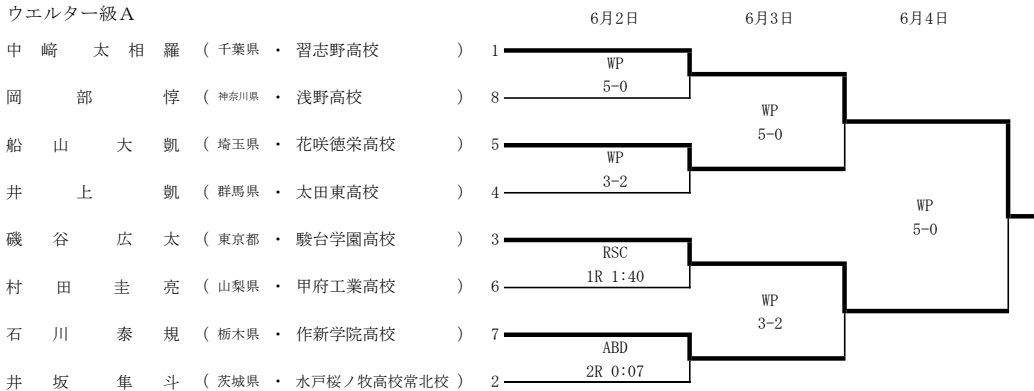 ウエルター級A
6月2日 6月3日 6月4日
中﨑太相羅 ( 千葉県 ・ 習志野高校 ) 1
WP
5-0
岡部惇 ( 神奈川県 ・ 浅野高校 ) 8
WP
5-0
船山大凱 ( 埼玉県 ・ 花咲徳栄高校 ) 5
WP
3-2
井上凱 ( 群馬県 ・ 太田東高校 ) 4
WP
5-0
磯谷広太 ( 東京都 ・ 駿台学園高校 ) 3
RSC
1R 1:40
村田圭亮 ( 山梨県 ・ 甲府工業高校 ) 6
WP
3-2
石川泰規 ( 栃木県 ・ 作新学院高校 ) 7
ABD
2R 0:07
井坂隼斗 ( 茨城県 ・ 水戸桜ノ牧高校常北校 ) 2